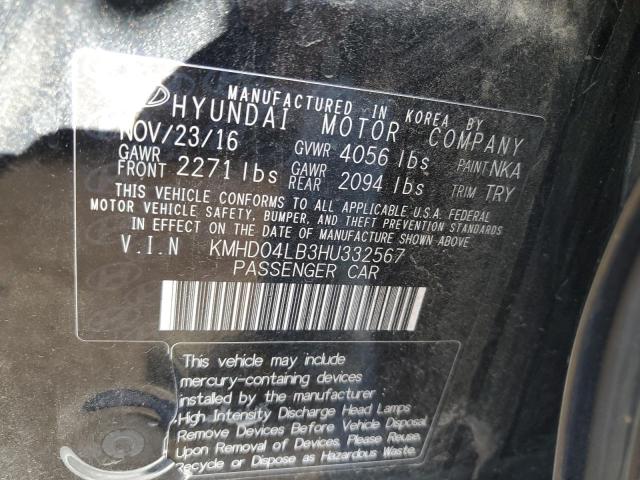 MANUFACTURED IN KOREA BY
HYUNDAI MOTOR COMPANY
NOV/23/16 GVWR 4056 lbs PAINT NKA
GAWR FRONT 2271 lbs GAWR REAR 2094 lbs TRIM TRY
THIS VEHICLE CONFORMS TO ALL APPLICABLE U.S.A. FEDERAL
MOTOR VEHICLE SAFETY, BUMPER, AND THEFT PREVENTION STANDARDS
IN EFFECT ON THE DATE OF MANUFACTURE SHOWN ABOVE.
V.I.N KMHD04LB3HU332567
PASSENGER CAR
This vehicle may include
mercury-containing devices
installed by the manufacturer
High Intensity Discharge Head Lamps
Remove Devices Before Vehicle Disposal
Upon Removal of Devices, Please Reuse,
Recycle or Dispose as Hazardous Waste.